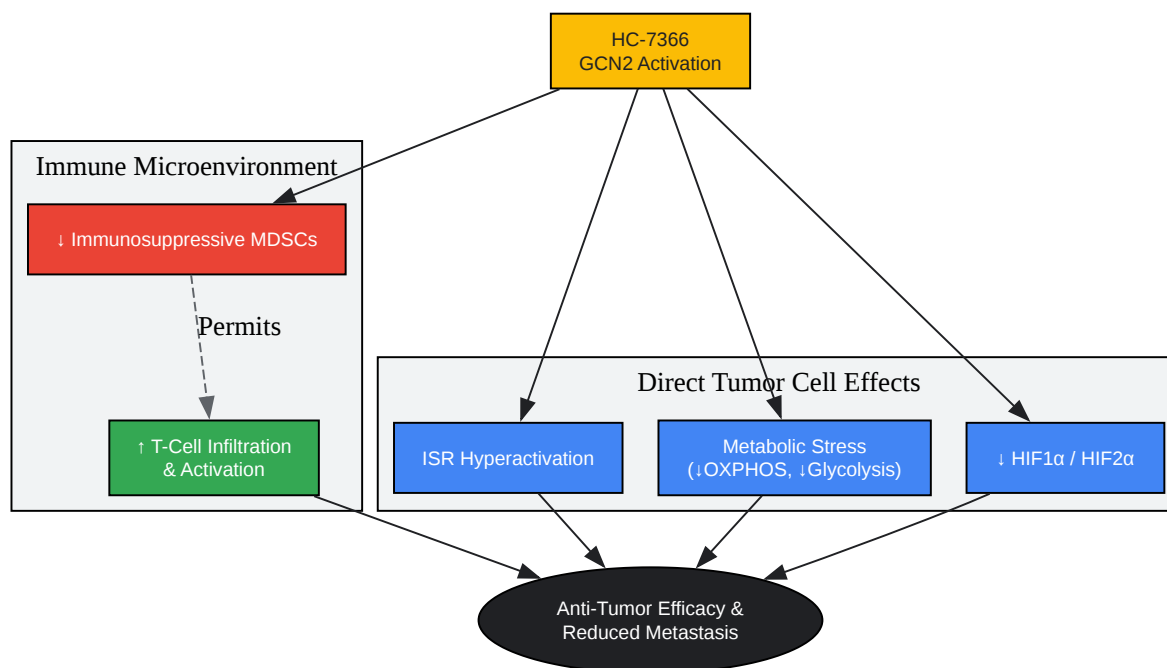 HC-7366
GCN2 Activation
Immune Microenvironment
↓ Immunosuppressive MDSCs
Permits
Direct Tumor Cell Effects
↑ T-Cell Infiltration
& Activation
ISR Hyperactivation
Metabolic Stress
(↓OXPHOS, ↓Glycolysis)
↓ HIF1α / HIF2α
Anti-Tumor Efficacy &
Reduced Metastasis